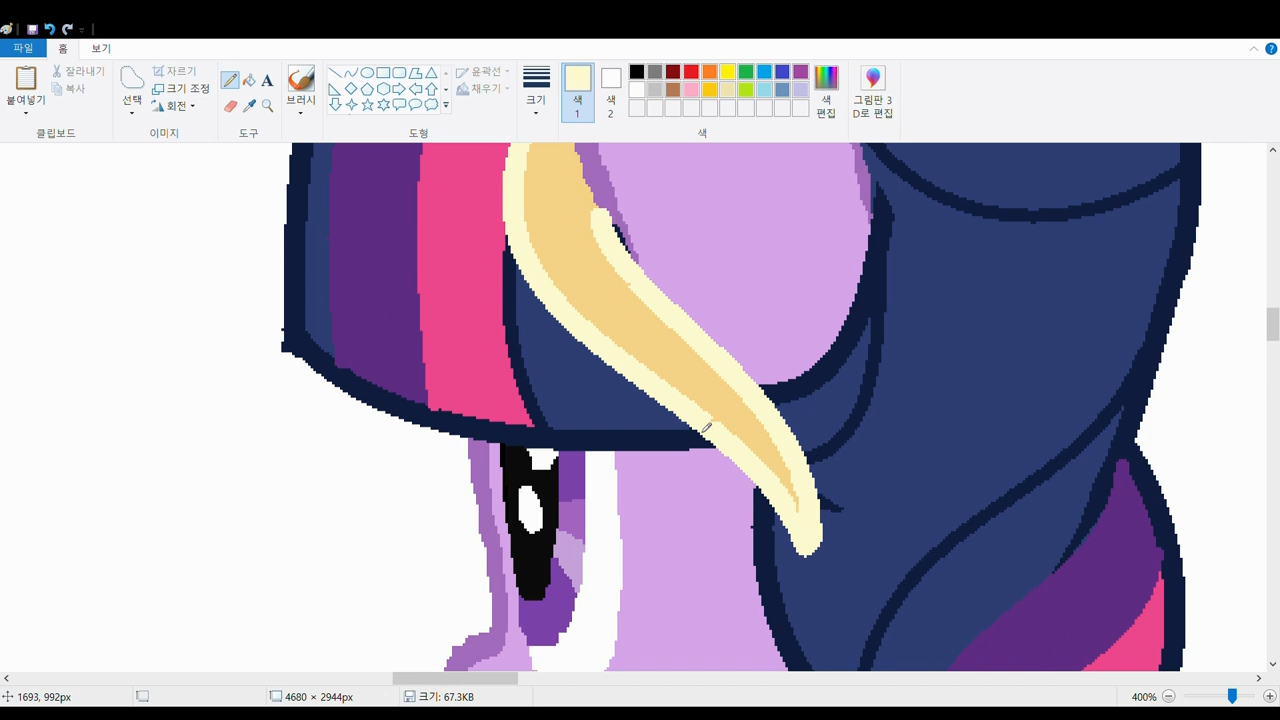 파일 홈 보기
붙여넣기
잘라내기
복사
클립보드
선택
자르기
크기 조정
회전
이미지
A
도구
브러시
윤곽선
채우기
도형
크기
색
1
색
2
색
편집
색
그림판 3
D로 편집
1693, 992px
4680 × 2944px
크기: 67.3KB
400%